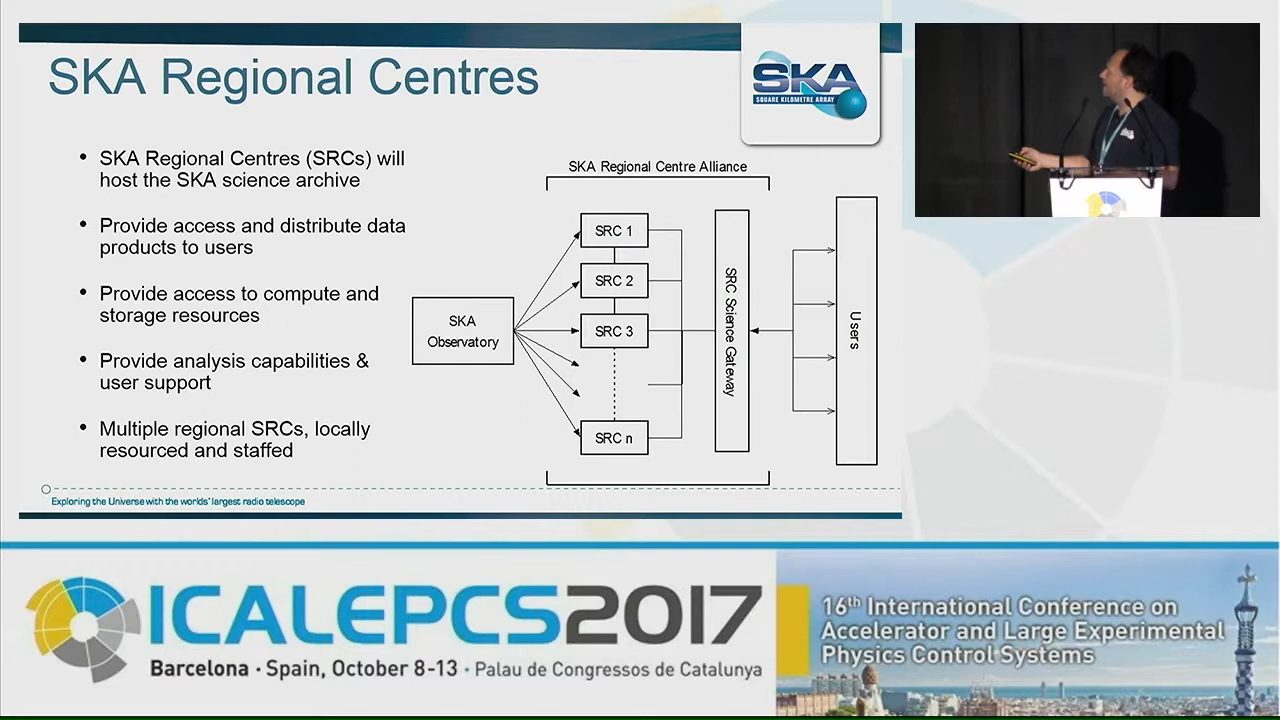 SKA Regional Centres
SKA
SQUARE KILOMETRE ARRAY
• SKA Regional Centres (SRCs) will
host the SKA science archive
• Provide access and distribute data
products to users
• Provide access to compute and
storage resources
• Provide analysis capabilities &
user support
• Multiple regional SRCs, locally
resourced and staffed
SKA Regional Centre Alliance
SKA
Observatory
SRC 1
SRC 2
SRC 3
SRC n
SRC Science Gateway
Users
Exploring the Universe with the worlds' largest radio telescope
ICALEPCS2017
Barcelona · Spain, October 8-13 · Palau de Congressos de Catalunya
16th International Conference on
Accelerator and Large Experimental
Physics Control Systems